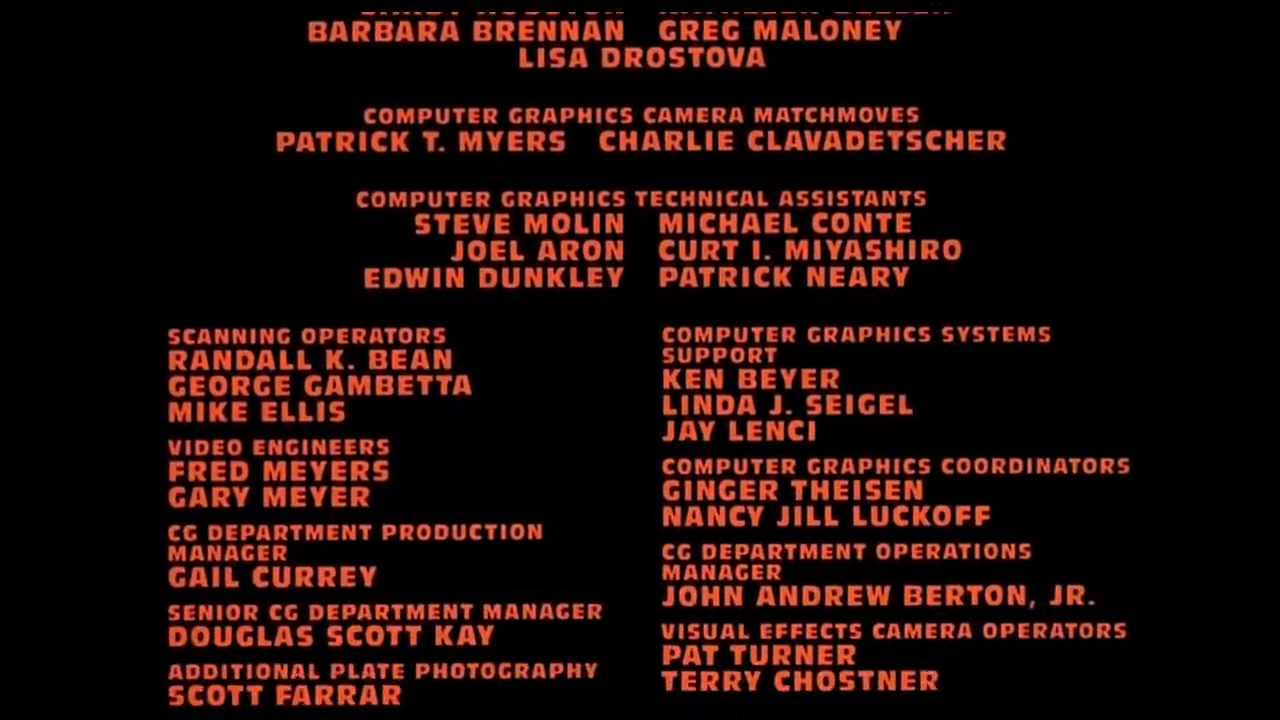 BARBARA BRENNAN GREG MALONEY
LISA DROSTOVA
COMPUTER GRAPHICS CAMERA MATCHMOVES
PATRICK T. MYERS CHARLIE CLAVADETSCHER
COMPUTER GRAPHICS TECHNICAL ASSISTANTS
STEVE MOLIN MICHAEL CONTE
JOEL ARON CURT I. MIYASHIRO
EDWIN DUNKLEY PATRICK NEARY
SCANNING OPERATORS
RANDALL K. BEAN
GEORGE GAMBETTA
MIKE ELLIS
VIDEO ENGINEERS
FRED MEYERS
GARY MEYER
CG DEPARTMENT PRODUCTION
MANAGER
GAIL CURREY
SENIOR CG DEPARTMENT MANAGER
DOUGLAS SCOTT KAY
ADDITIONAL PLATE PHOTOGRAPHY
SCOTT FARRAR
COMPUTER GRAPHICS SYSTEMS
SUPPORT
KEN BEYER
LINDA J. SEIGEL
JAY LENCI
COMPUTER GRAPHICS COORDINATORS
GINGER THEISEN
NANCY JILL LUCKOFF
CG DEPARTMENT OPERATIONS
MANAGER
JOHN ANDREW BERTON, JR.
VISUAL EFFECTS CAMERA OPERATORS
PAT TURNER
TERRY CHOSTNER